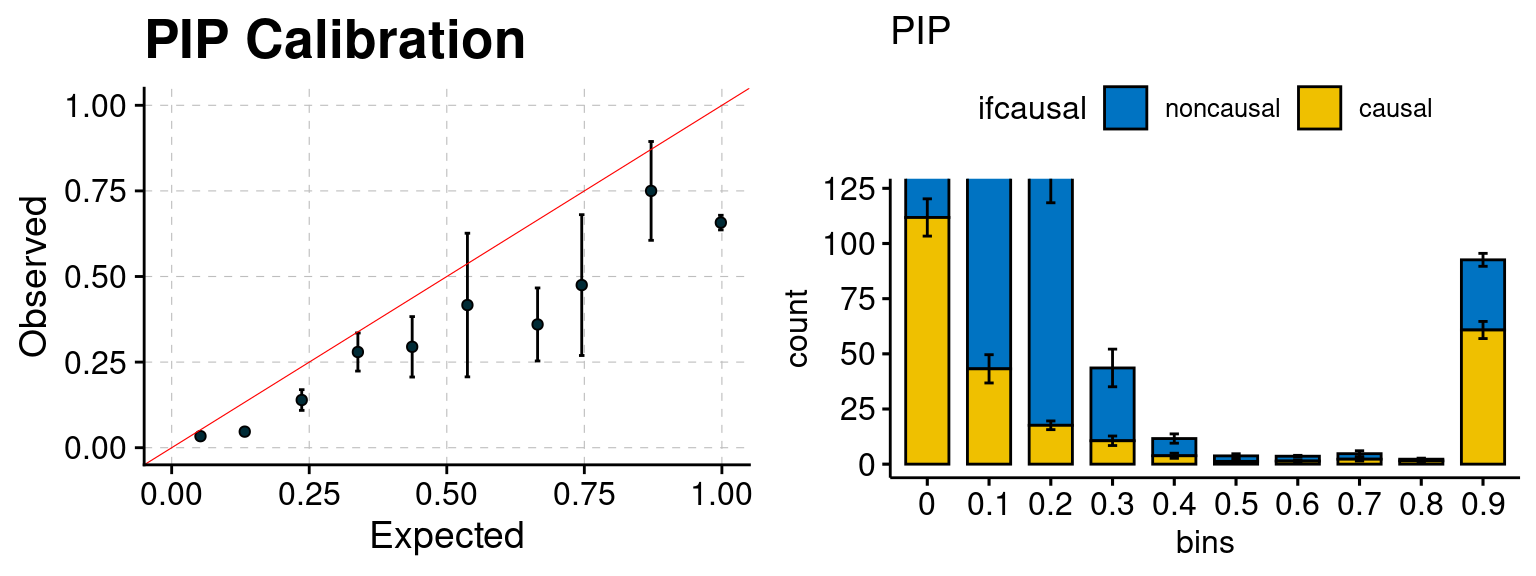 PIP Calibration
1.00
0.75
0.50
0.25
0.00
Observed
0.00 0.25 0.50 0.75 1.00
Expected
PIP
ifcausal noncausal causal
125
100
75
50
25
0
count
0 0.1 0.2 0.3 0.4 0.5 0.6 0.7 0.8 0.9
bins